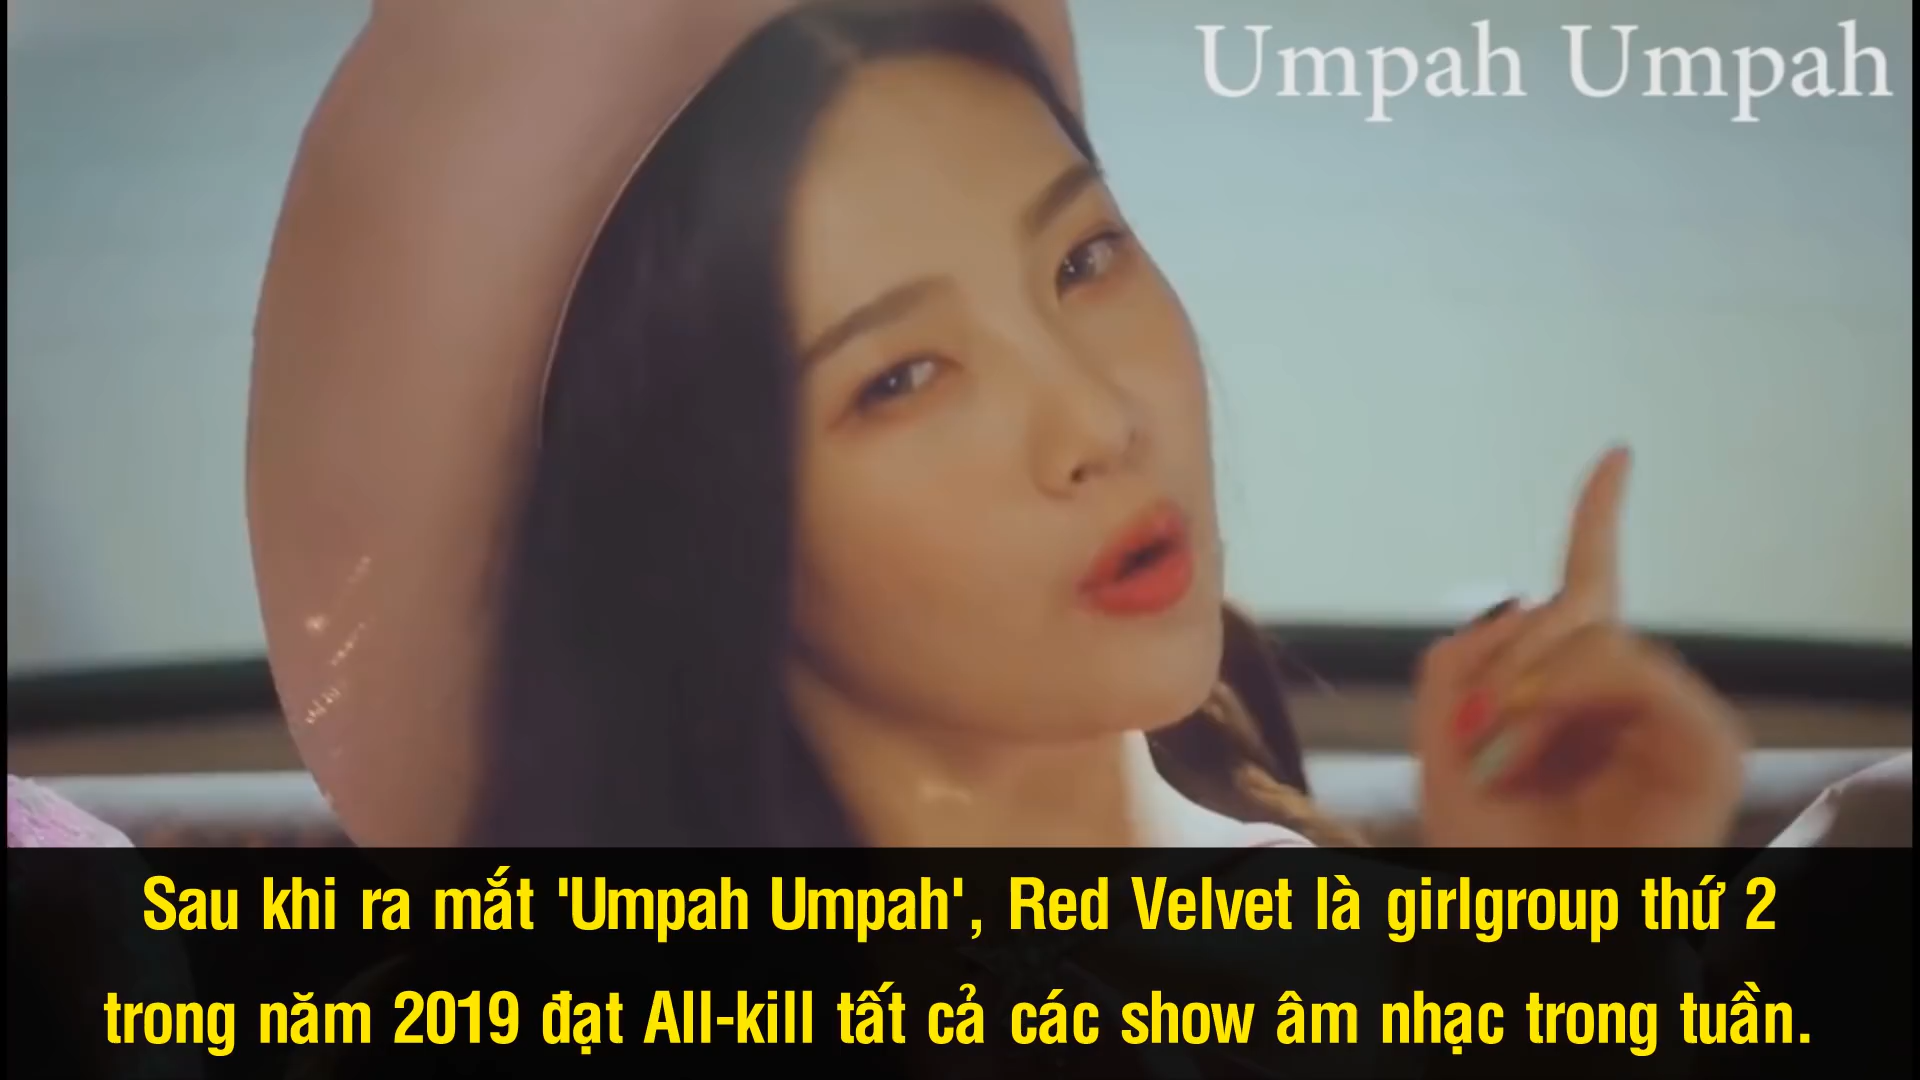 Umpah Umpah
Sau khi ra mắt 'Umpah Umpah', Red Velvet là girlgroup thứ 2
trong năm 2019 đạt All-kill tất cả các show âm nhạc trong tuần.